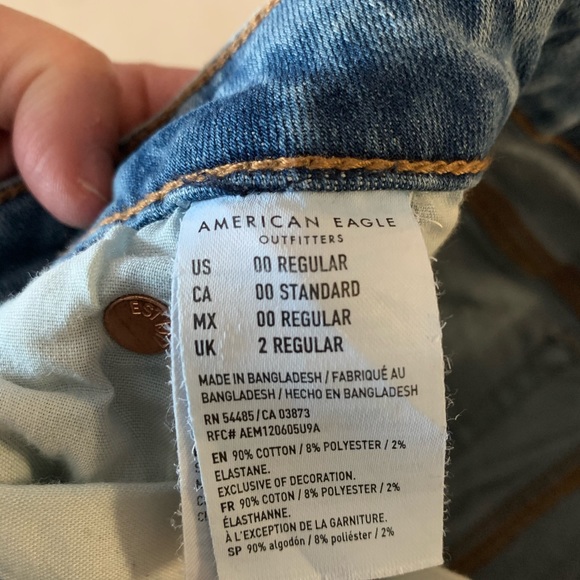 AMERICAN EAGLE
OUTFITTERS
US 00 REGULAR
CA 00 STANDARD
MX 00 REGULAR
UK 2 REGULAR
MADE IN BANGLADESH / FABRIQUÉ AU
BANGLADESH / HECHO EN BANGLADESH
RN 54485 / CA 03873
RFC# AEM120605U9A
EN 90% COTTON / 8% POLYESTER / 2%
ELASTANE.
EXCLUSIVE OF DECORATION.
FR 90% COTON / 8% POLYESTER / 2%
ÉLASTHANNE.
À L'EXCEPTION DE LA GARNITURE.
SP 90% algodón / 8% poliéster / 2%
EST